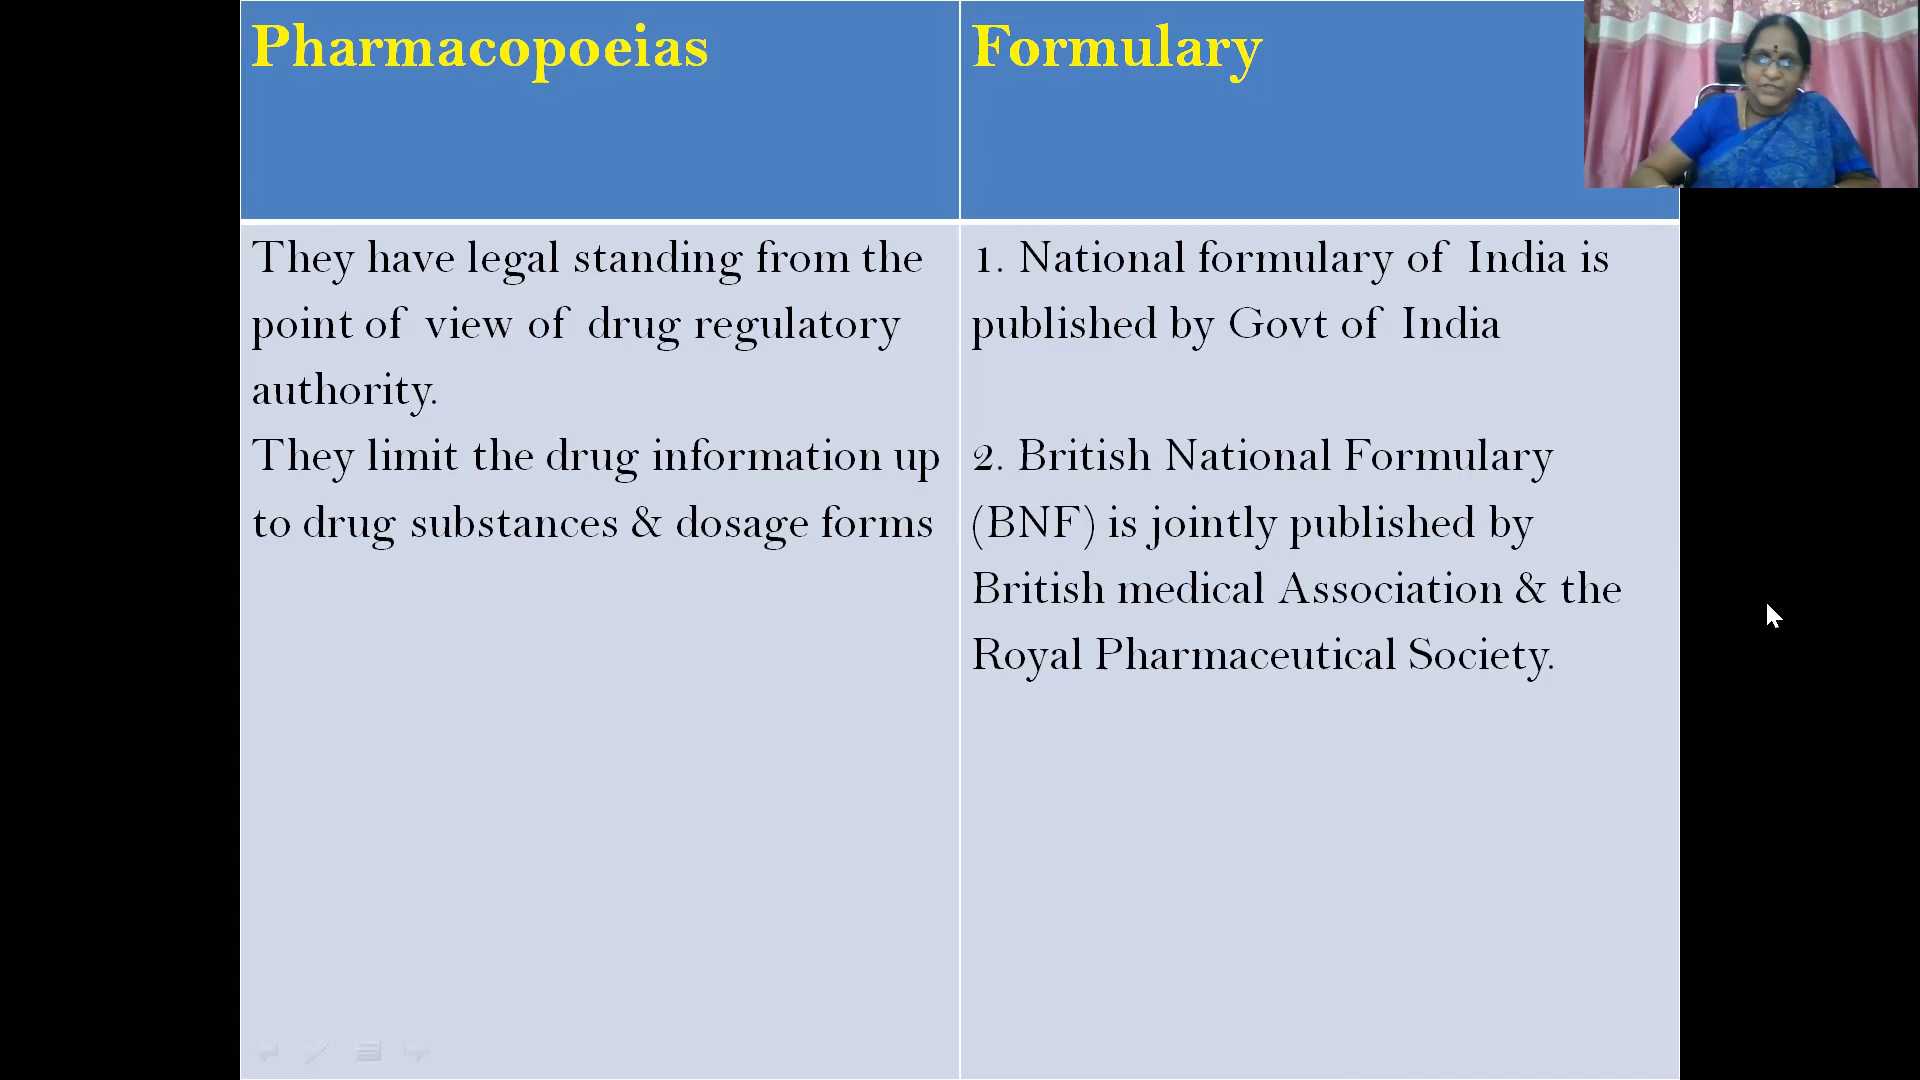 Pharmacopoeias
Formulary
They have legal standing from the
point of view of drug regulatory
authority.
They limit the drug information up
to drug substances & dosage forms
1. National formulary of India is
published by Govt of India
2. British National Formulary
(BNF) is jointly published by
British medical Association & the
Royal Pharmaceutical Society.